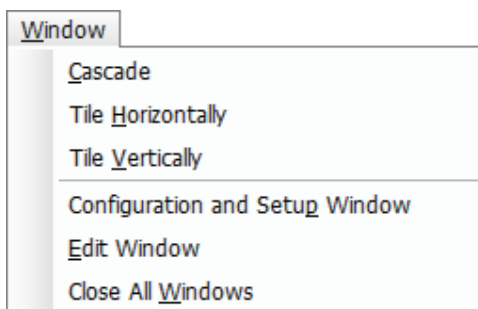 Window
Cascade
Tile Horizontally
Tile Vertically
Configuration and Setup Window
Edit Window
Close All Windows